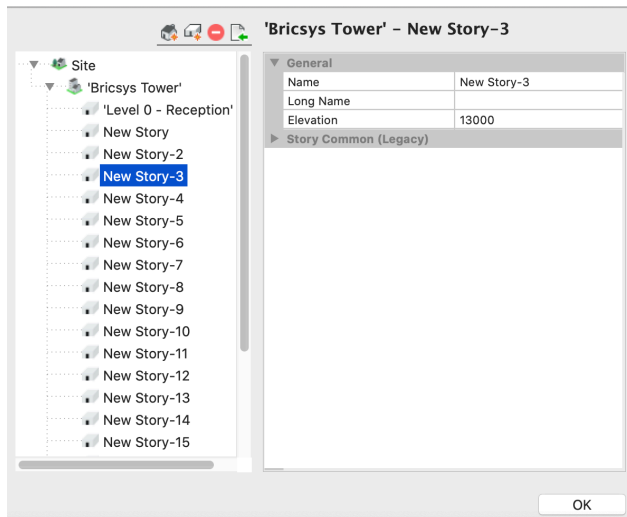 'Bricsys Tower' - New Story-3
Site
'Bricsys Tower'
'Level 0 - Reception'
New Story
New Story-2
New Story-3
New Story-4
New Story-5
New Story-6
New Story-7
New Story-8
New Story-9
New Story-10
New Story-11
New Story-12
New Story-13
New Story-14
New Story-15
General
Name New Story-3
Long Name
Elevation 13000
Story Common (Legacy)
OK